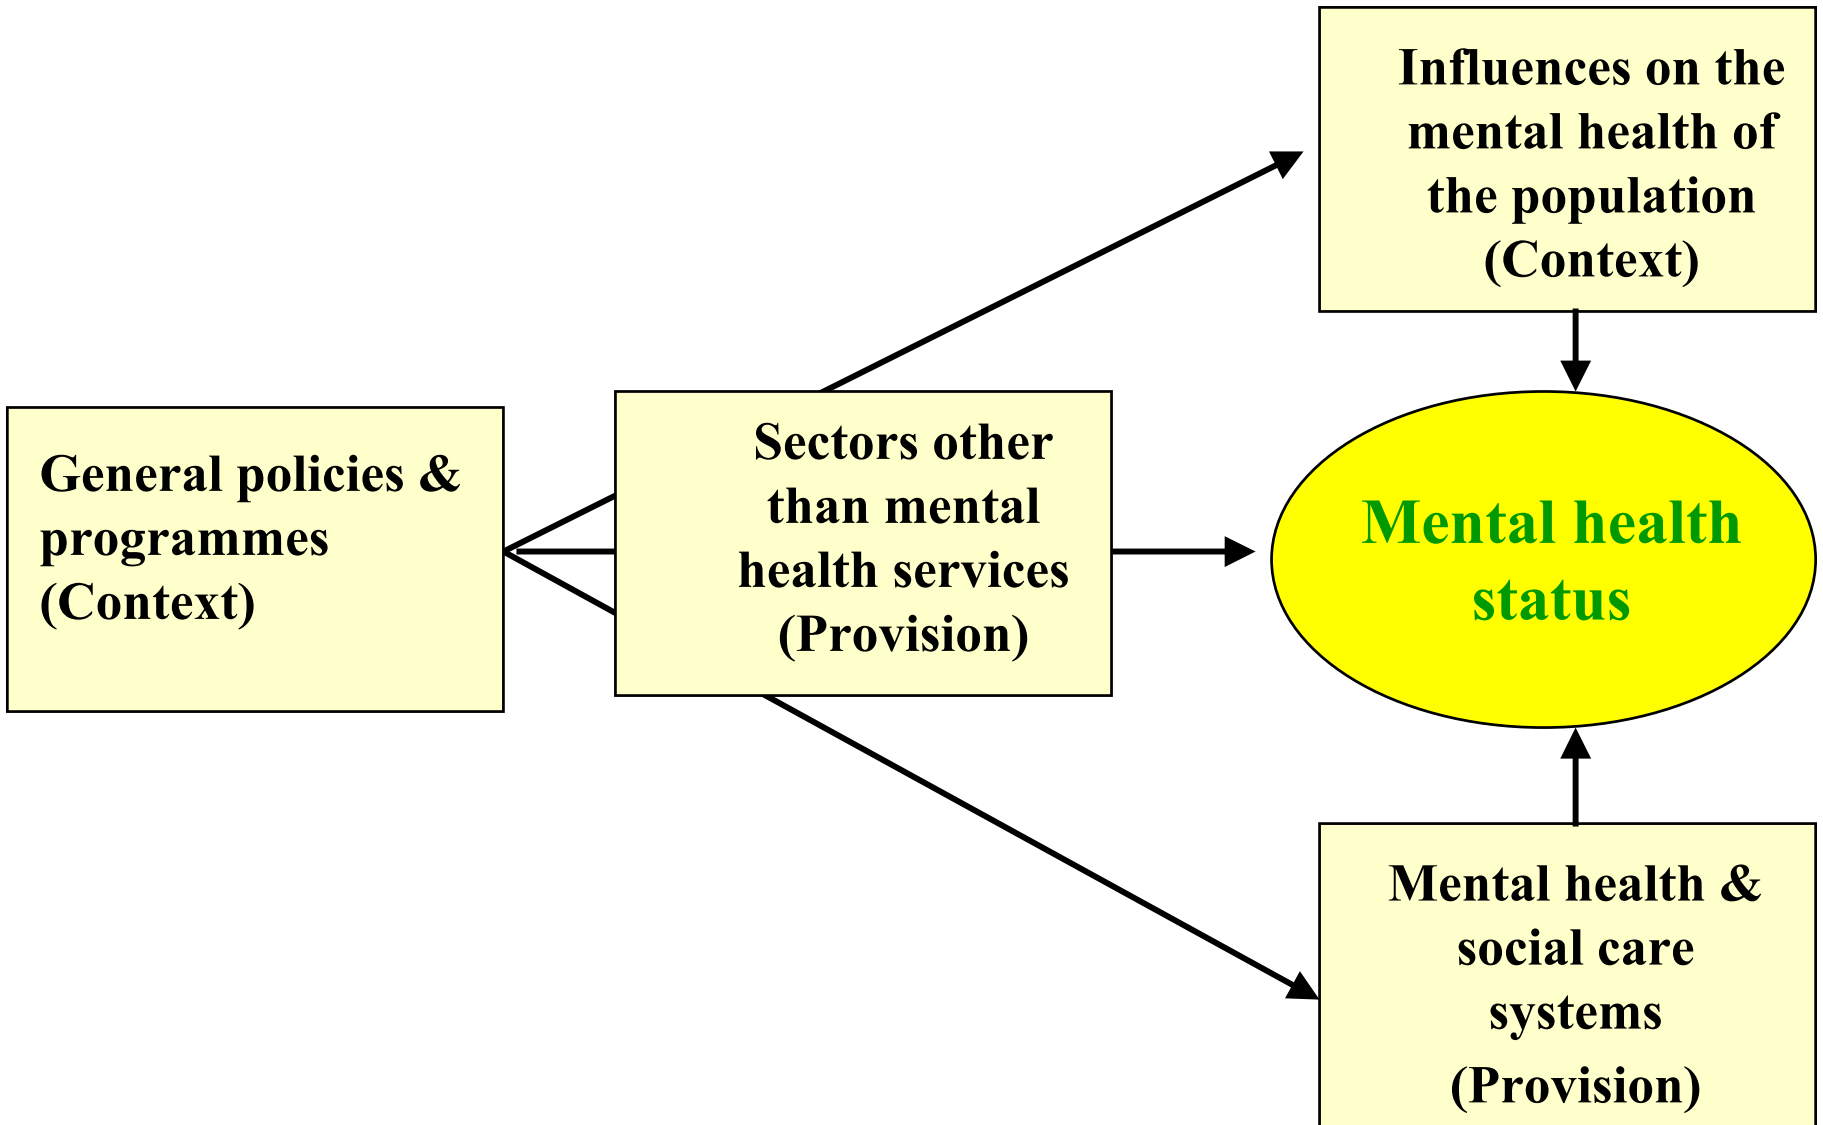 Influences on the
mental health of
the population
(Context)
General policies &
programmes
(Context)
Sectors other
than mental
health services
(Provision)
Mental health
status
Mental health &
social care
systems
(Provision)